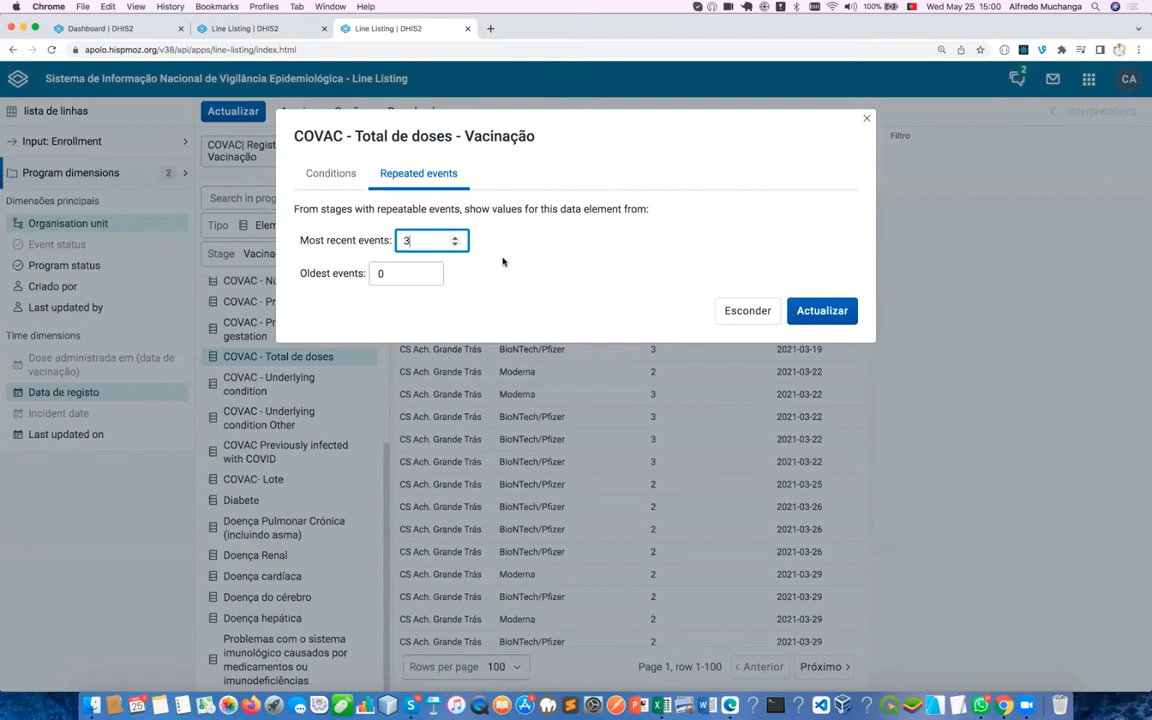 Chrome File Edit View History Bookmarks Profiles Tab Window Help 100% Wed May 25 15:00 Alfredo Muchanga
Dashboard | DHIS2 Line Listing | DHIS2 Line Listing | DHIS2
apolo.hispmoz.org/v38/api/apps/line-listing/index.html
Sistema de Informação Nacional de Vigilância Epidemiológica - Line Listing 2 CA
lista de linhas
Actualizar
Interpretations
Input: Enrollment
Program dimensions 2
Dimensões principais
Organisation unit
Event status
Program status
Criado por
Last updated by
Time dimensions
Dose administrada em (data de
vacinação)
Data de registo
Incident date
Last updated on
COVAC| Regist
Vacinação
Search in prog
Tipo Elem
Stage Vacina
COVAC - Nú
COVAC - Pr
COVAC - Pr
gestation
COVAC - Total de doses
COVAC - Underlying
condition
COVAC - Underlying
condition Other
COVAC Previously infected
with COVID
COVAC- Lote
Diabete
Doença Pulmonar Crónica
(incluindo asma)
Doença Renal
Doença cardíaca
Doença do cérebro
Doença hepática
Problemas com o sistema
imunológico causados por
medicamentos ou
imunodeficiências
COVAC - Total de doses - Vacinação
Conditions Repeated events
From stages with repeatable events, show values for this data element from:
Most recent events: 3
Oldest events: 0
Esconder Actualizar
Filtro
CS Ach. Grande Trás BioNTech/Pfizer 3 2021-03-19
CS Ach. Grande Trás Moderna 2 2021-03-22
CS Ach. Grande Trás Moderna 3 2021-03-22
CS Ach. Grande Trás BioNTech/Pfizer 3 2021-03-22
CS Ach. Grande Trás BioNTech/Pfizer 3 2021-03-22
CS Ach. Grande Trás BioNTech/Pfizer 3 2021-03-22
CS Ach. Grande Trás BioNTech/Pfizer 2 2021-03-25
CS Ach. Grande Trás BioNTech/Pfizer 2 2021-03-26
CS Ach. Grande Trás BioNTech/Pfizer 2 2021-03-26
CS Ach. Grande Trás BioNTech/Pfizer 2 2021-03-26
CS Ach. Grande Trás Moderna 2 2021-03-29
CS Ach. Grande Trás BioNTech/Pfizer 2 2021-03-29
CS Ach. Grande Trás Moderna 2 2021-03-29
CS Ach. Grande Trás BioNTech/Pfizer 2 2021-03-29
Rows per page 100 Page 1, row 1-100 Anterior Próximo